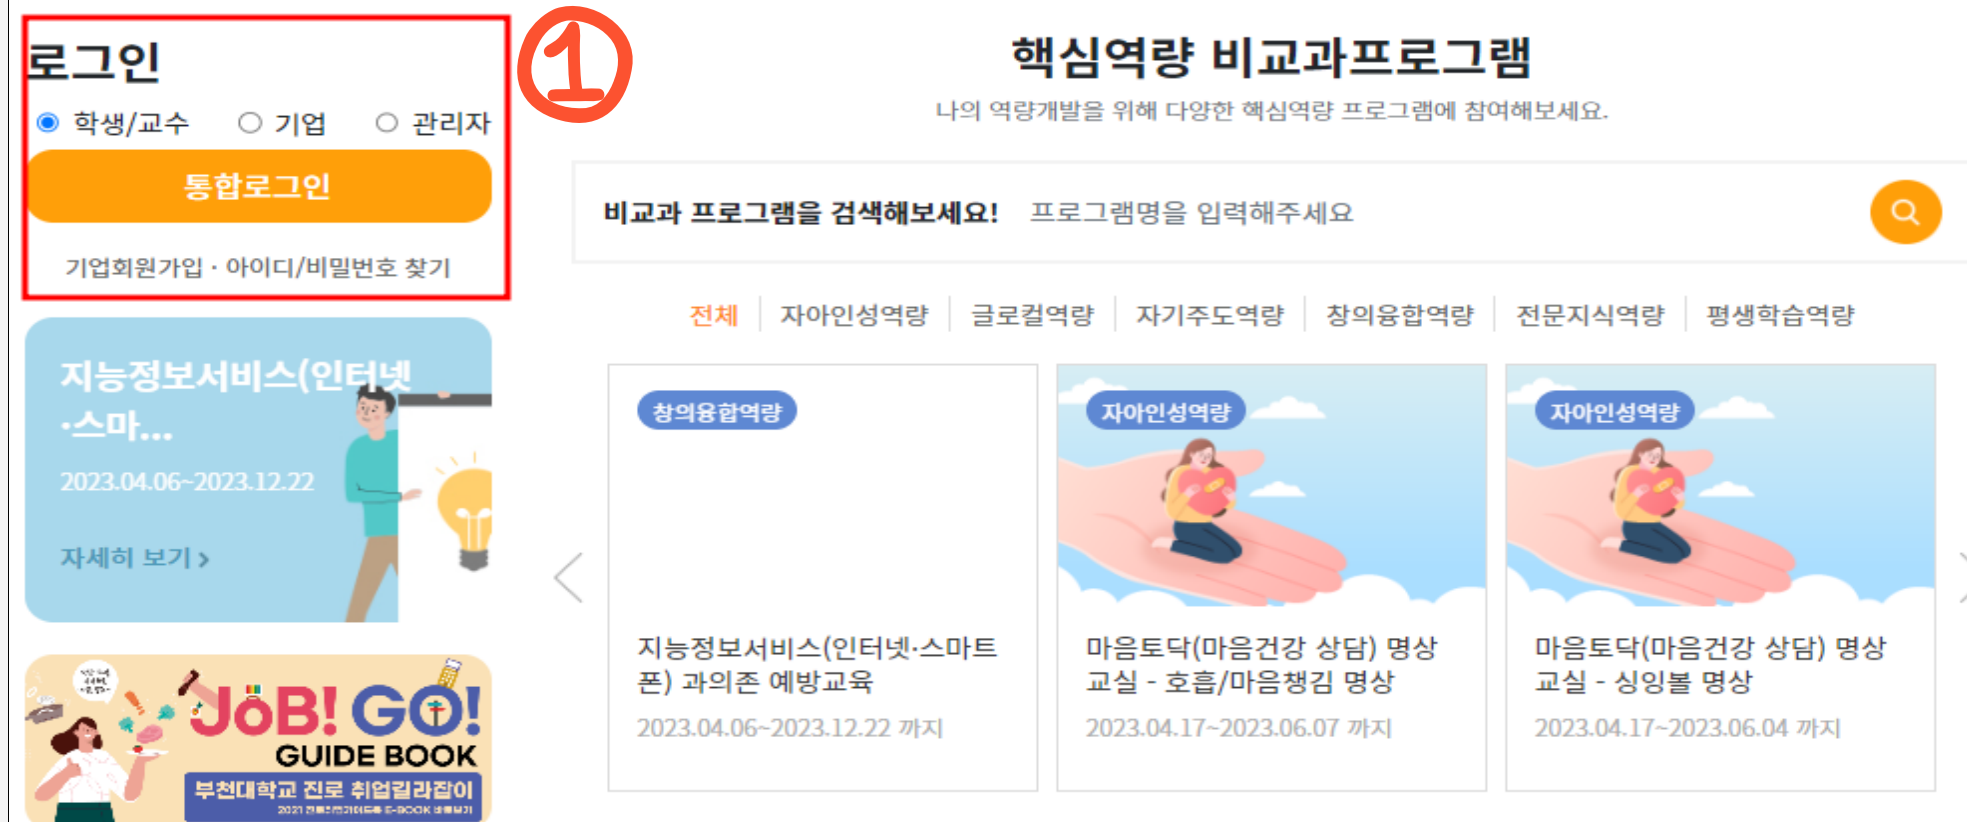 로그인
학생/교수 기업 관리자
통합로그인
기업회원가입 · 아이디/비밀번호 찾기
1
지능정보서비스(인터넷
·스마...
2023.04.06~2023.12.22
자세히 보기 >
JOB! GO!
GUIDE BOOK
부천대학교 진로 취업길라잡이
핵심역량 비교과프로그램
나의 역량개발을 위해 다양한 핵심역량 프로그램에 참여해보세요.
비교과 프로그램을 검색해보세요! 프로그램명을 입력해주세요
전체 자아인성역량 글로컬역량 자기주도역량 창의융합역량 전문지식역량 평생학습역량
창의융합역량
지능정보서비스(인터넷·스마트
폰) 과의존 예방교육
2023.04.06~2023.12.22 까지
자아인성역량
마음토닥(마음건강 상담) 명상
교실 - 호흡/마음챙김 명상
2023.04.17~2023.06.07 까지
자아인성역량
마음토닥(마음건강 상담) 명상
교실 - 싱잉볼 명상
2023.04.17~2023.06.04 까지